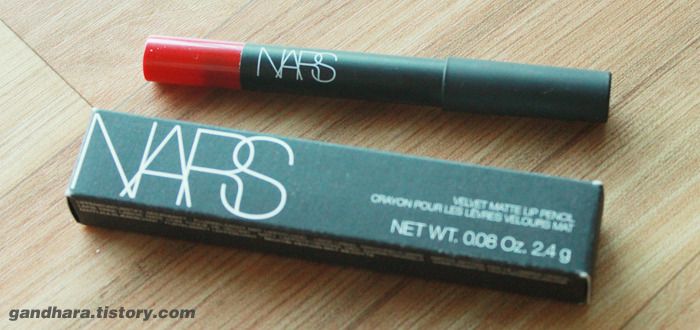 NARS
NARS
VELVET MATTE LIP PENCIL
CRAYON POUR LES LÈVRES VELOURS MAT
NET WT. 0.08 Oz. 2.4 g
gandhara.tistory.com